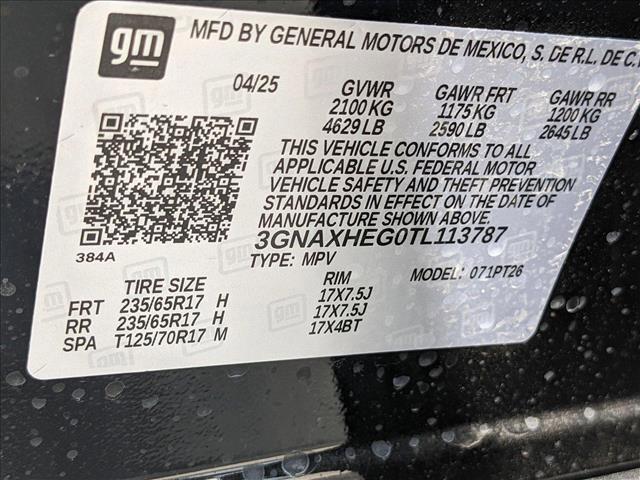 gm
MFD BY GENERAL MOTORS DE MEXICO, S. DE R.L. DE C.V.
04/25 GVWR GAWR FRT GAWR RR
2100 KG 1175 KG 1200 KG
4629 LB 2590 LB 2645 LB
THIS VEHICLE CONFORMS TO ALL
APPLICABLE U.S. FEDERAL MOTOR
VEHICLE SAFETY AND THEFT PREVENTION
STANDARDS IN EFFECT ON THE DATE OF
MANUFACTURE SHOWN ABOVE.
3GNAXHEG0TL113787
384A
TYPE: MPV MODEL: 071PT26
TIRE SIZE RIM
FRT 235/65R17 H 17X7.5J
RR 235/65R17 H 17X7.5J
SPA T125/70R17 M 17X4BT